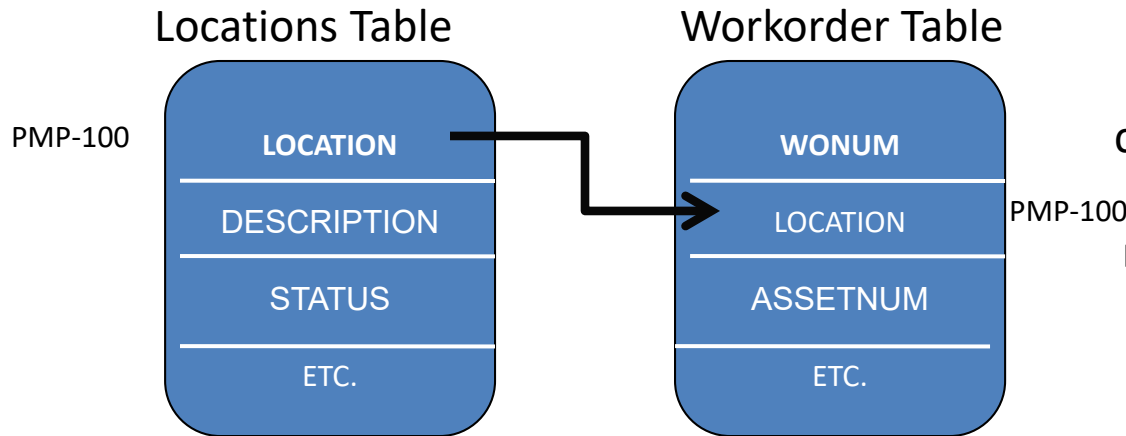 Locations Table
Workorder Table
PMP-100
LOCATION
WONUM
DESCRIPTION
LOCATION
PMP-100
STATUS
ASSETNUM
ETC.
ETC.